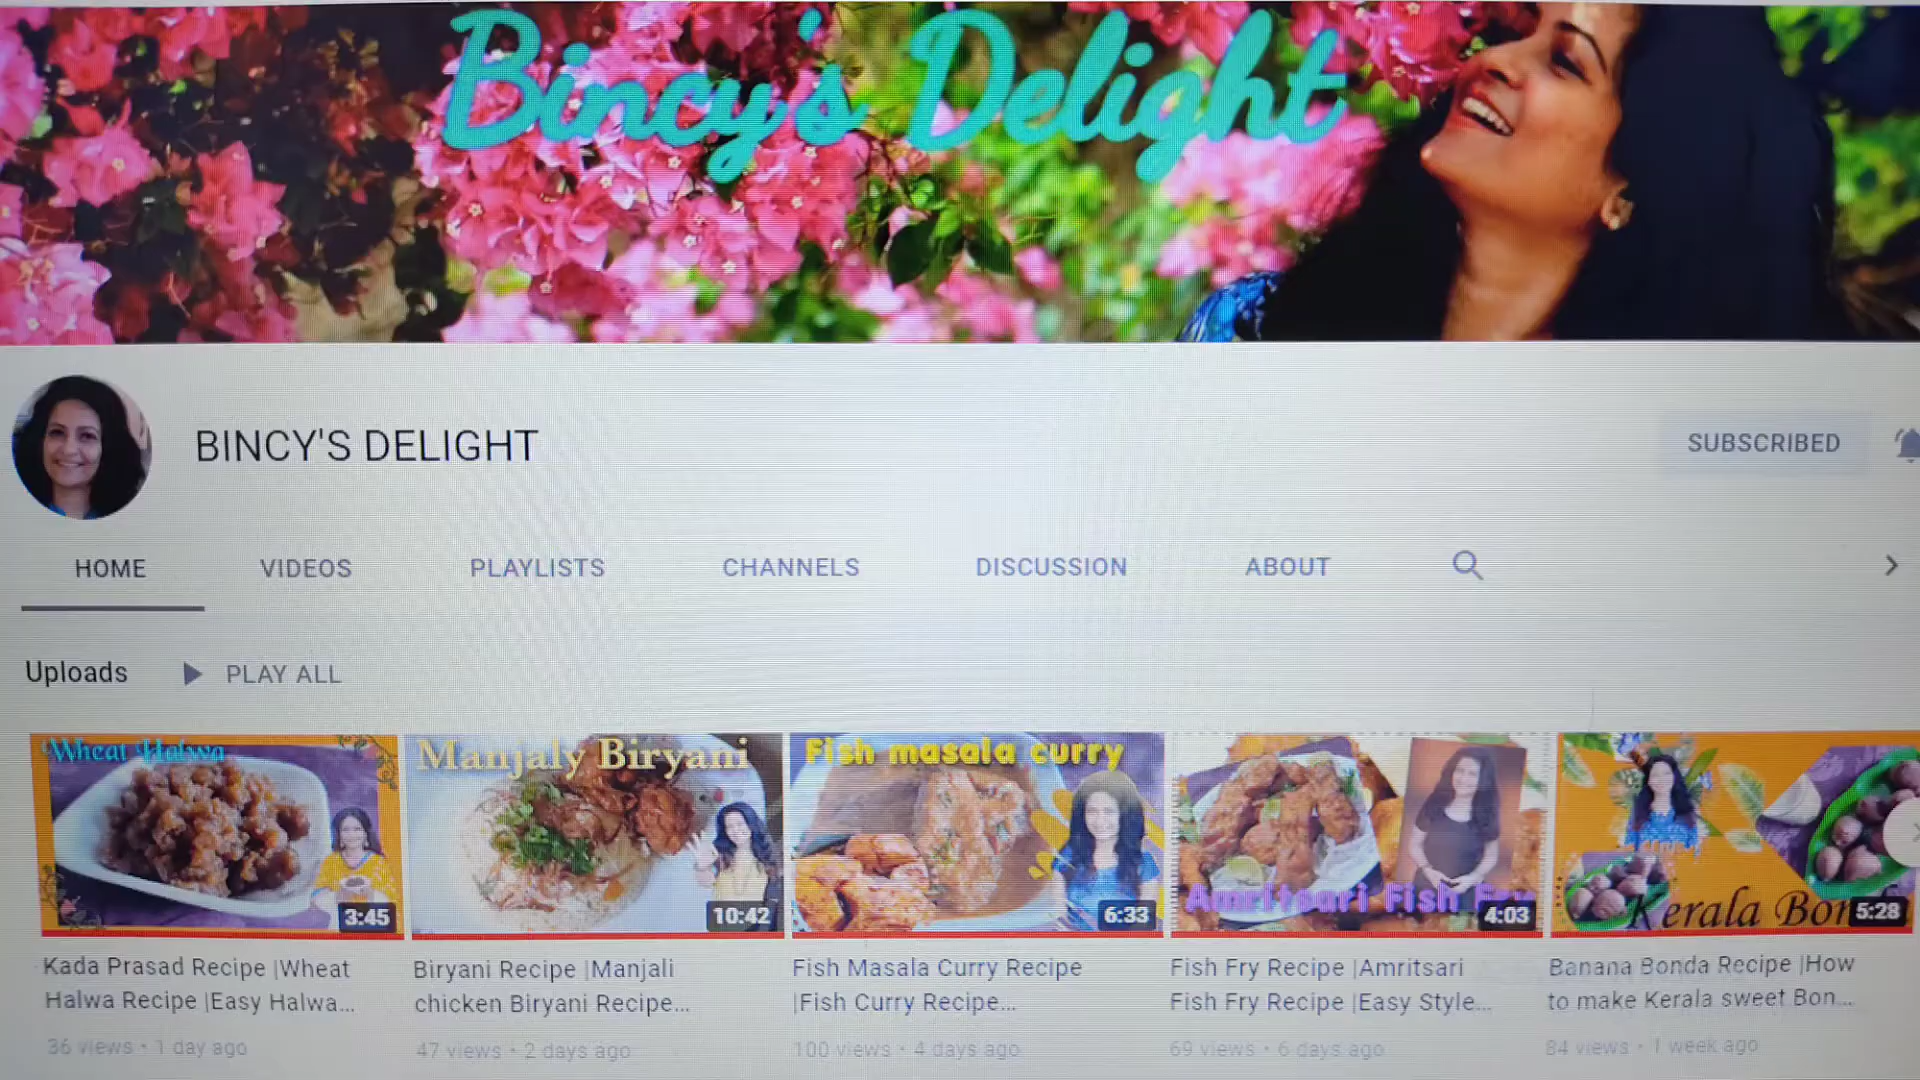 Bincy's Delight
BINCY'S DELIGHT
SUBSCRIBED
HOME VIDEOS PLAYLISTS CHANNELS DISCUSSION ABOUT
Uploads PLAY ALL
Wheat Halwa
3:45
Manjaly Biryani
10:42
Fish masala curry
6:33
Amritsari Fish Fry
4:03
Kerala Bon
5:28
Kada Prasad Recipe |Wheat
Halwa Recipe |Easy Halwa...
36 views • 1 day ago
Biryani Recipe |Manjali
chicken Biryani Recipe...
47 views • 2 days ago
Fish Masala Curry Recipe
|Fish Curry Recipe...
100 views • 4 days ago
Fish Fry Recipe |Amritsari
Fish Fry Recipe |Easy Style...
69 views • 6 days ago
Banana Bonda Recipe |How
to make Kerala sweet Bon...
84 views • 1 week ago